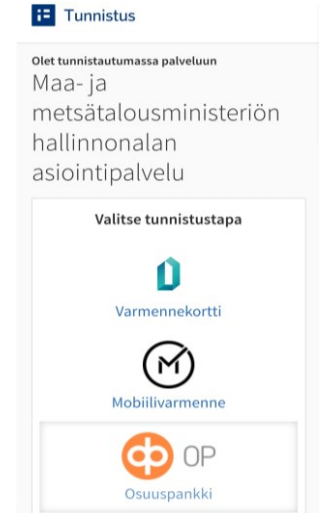 Tunnistus
Olet tunnistautumassa palveluun
Maa- ja
metsätalousministeriön
hallinnonalan
asiointipalvelu
Valitse tunnistustapa
Varmennekortti
Mobiilivarmenne
OP
Osuuspankki